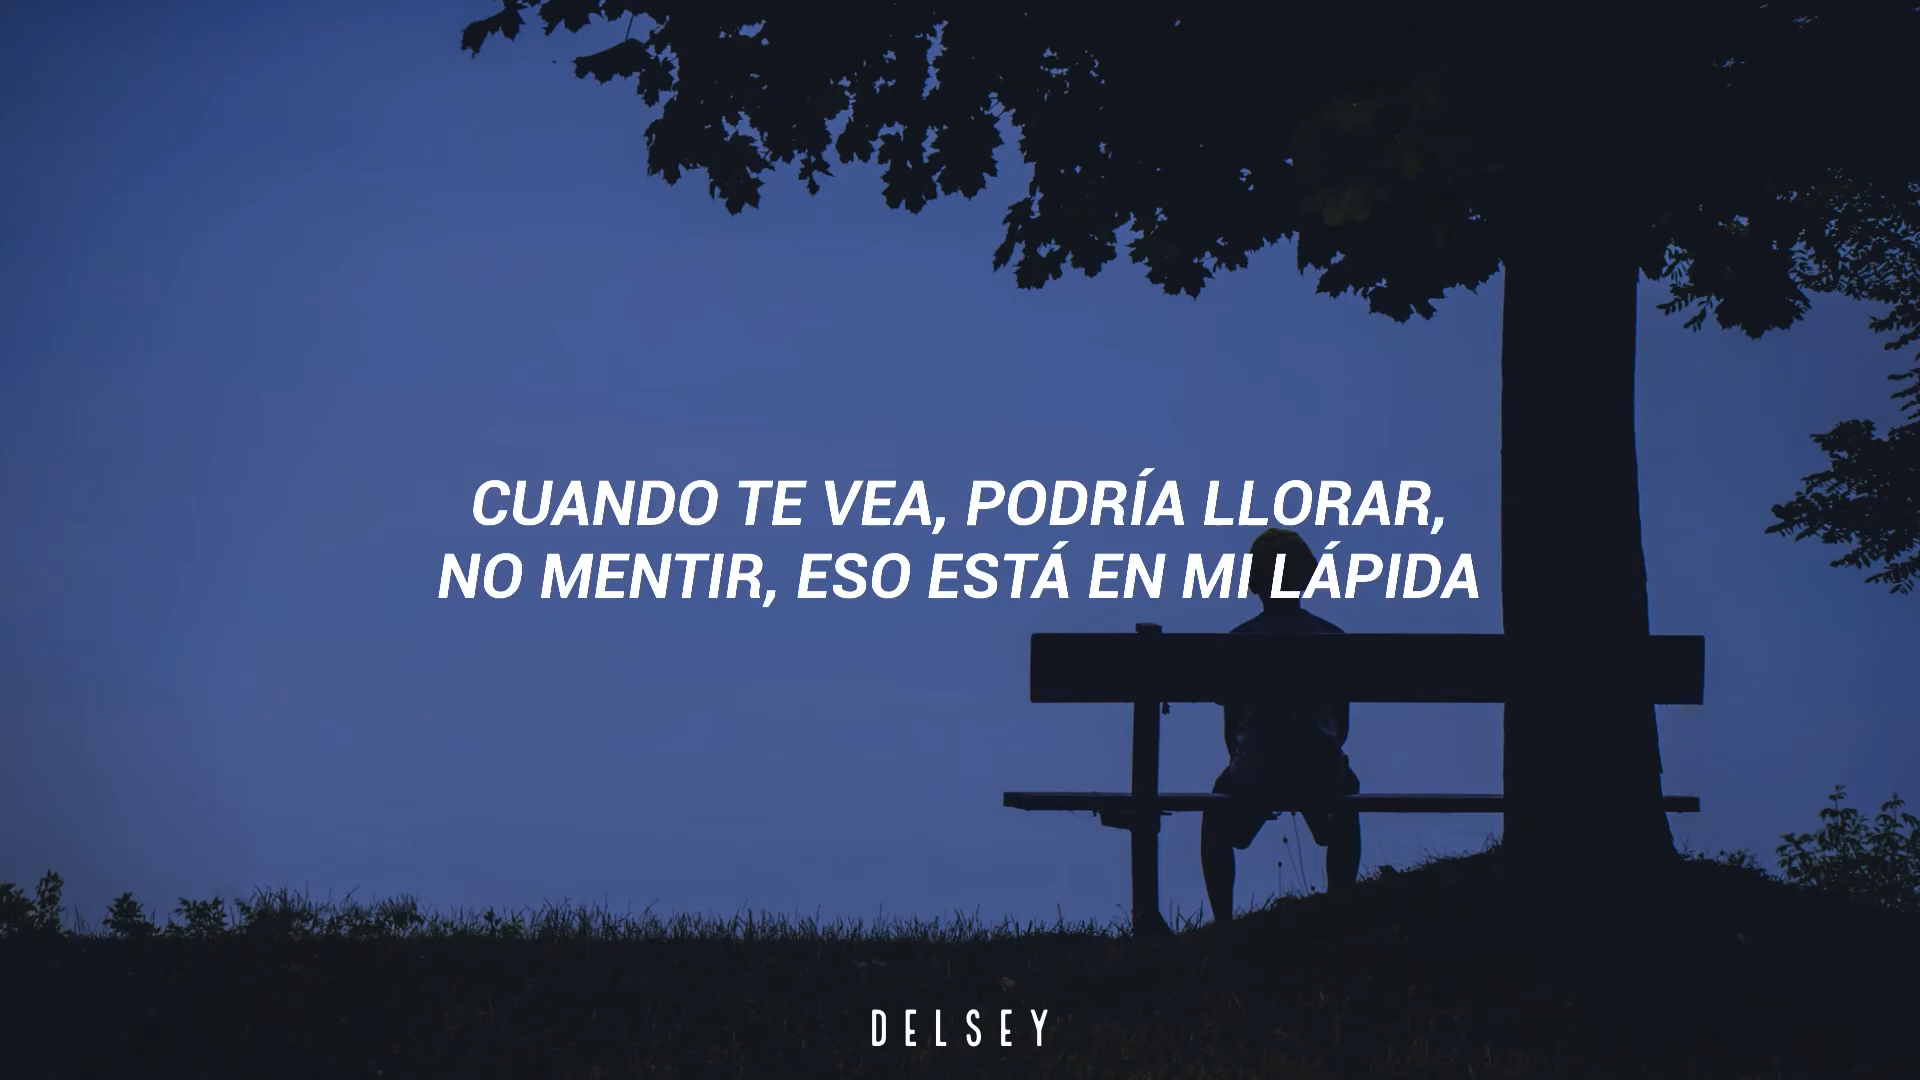 CUANDO TE VEA, PODRÍA LLORAR,
NO MENTIR, ESO ESTÁ EN MI LÁPIDA
DELSEY